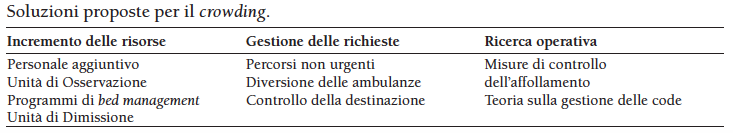 Soluzioni proposte per il crowding.
Incremento delle risorse Gestione delle richieste Ricerca operativa
Personale aggiuntivo Percorsi non urgenti Misure di controllo
Unità di Osservazione Diversione delle ambulanze dell'affollamento
Programmi di bed management Controllo della destinazione Teoria sulla gestione delle code
Unità di Dimissione